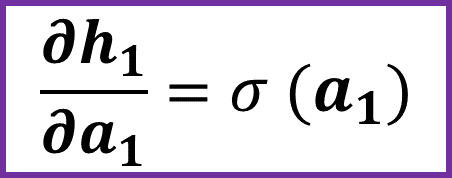 ∂h₁/∂a₁ = σ (a₁)